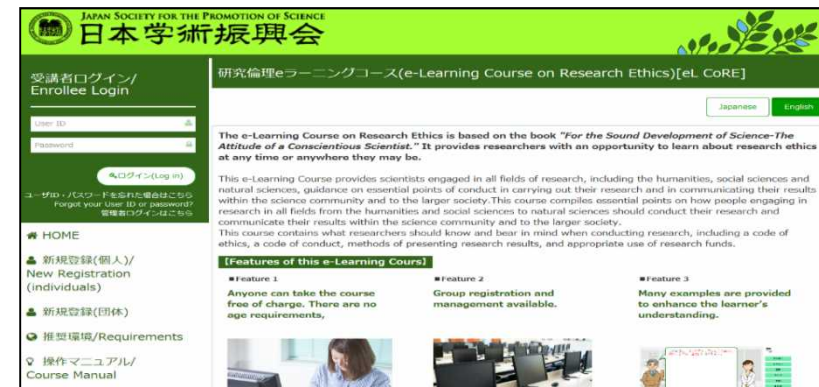 JAPAN SOCIETY FOR THE PROMOTION OF SCIENCE
日本学術振興会
受講者ログイン/
Enrollee Login
User ID
Password
ログイン(Log in)
ユーザID・パスワードを忘れた場合はこちら
Forgot your User ID or password?
管理者ログインはこちら
HOME
新規登録(個人)/
New Registration
(individuals)
新規登録(団体)
推奨環境/Requirements
操作マニュアル/
Course Manual
研究倫理eラーニングコース(e-Learning Course on Research Ethics)[eL CoRE]
Japanese English
The e-Learning Course on Research Ethics is based on the book "For the Sound Development of Science-The
Attitude of a Conscientious Scientist." It provides researchers with an opportunity to learn about research ethics
at any time or anywhere they may be.
This e-Learning Course provides scientists engaged in all fields of research, including the humanities, social sciences and
natural sciences, guidance on essential points of conduct in carrying out their research and in communicating their results
within the science community and to the larger society.This course compiles essential points on how people engaging in
research in all fields from the humanities and social sciences to natural sciences should conduct their research and
communicate their results within the science community and to the larger society.
This course contains what researchers should know and bear in mind when conducting research, including a code of
ethics, a code of conduct, methods of presenting research results, and appropriate use of research funds.
【Features of this e-Learning Cours】
■Feature 1
Anyone can take the course
free of charge. There are no
age requirements,
■Feature 2
Group registration and
management available.
■Feature 3
Many examples are provided
to enhance the learner's
understanding.